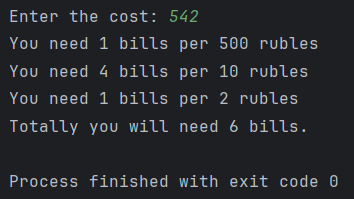 Enter the cost: 542
You need 1 bills per 500 rubles
You need 4 bills per 10 rubles
You need 1 bills per 2 rubles
Totally you will need 6 bills.
Process finished with exit code 0